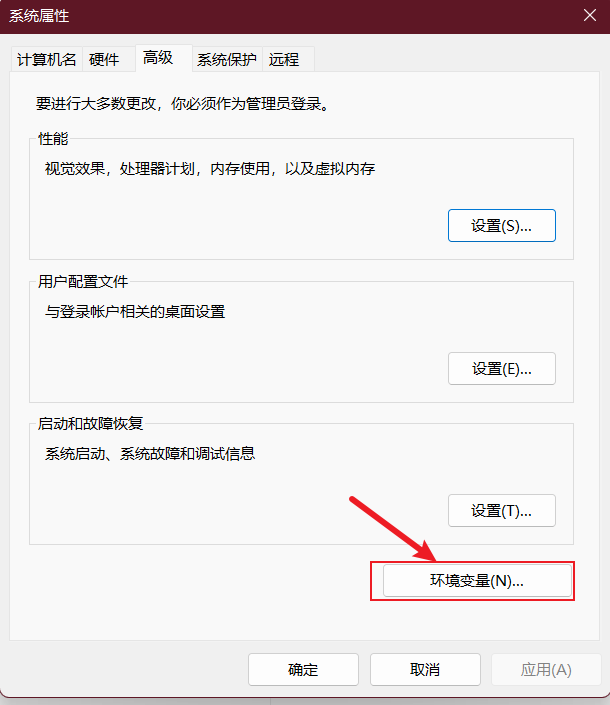 系统属性
计算机名 硬件 高级 系统保护 远程
要进行大多数更改，你必须作为管理员登录。
性能
视觉效果，处理器计划，内存使用，以及虚拟内存
设置(S)...
用户配置文件
与登录帐户相关的桌面设置
设置(E)...
启动和故障恢复
系统启动、系统故障和调试信息
设置(T)...
环境变量(N)...
确定 取消 应用(A)